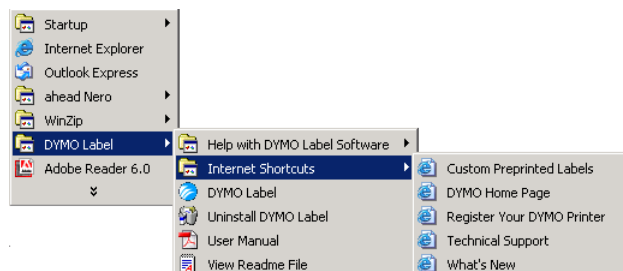 Startup
Internet Explorer
Outlook Express
ahead Nero
WinZip
DYMO Label
Adobe Reader 6.0
Help with DYMO Label Software
Internet Shortcuts
DYMO Label
Uninstall DYMO Label
User Manual
View Readme File
Custom Preprinted Labels
DYMO Home Page
Register Your DYMO Printer
Technical Support
What's New